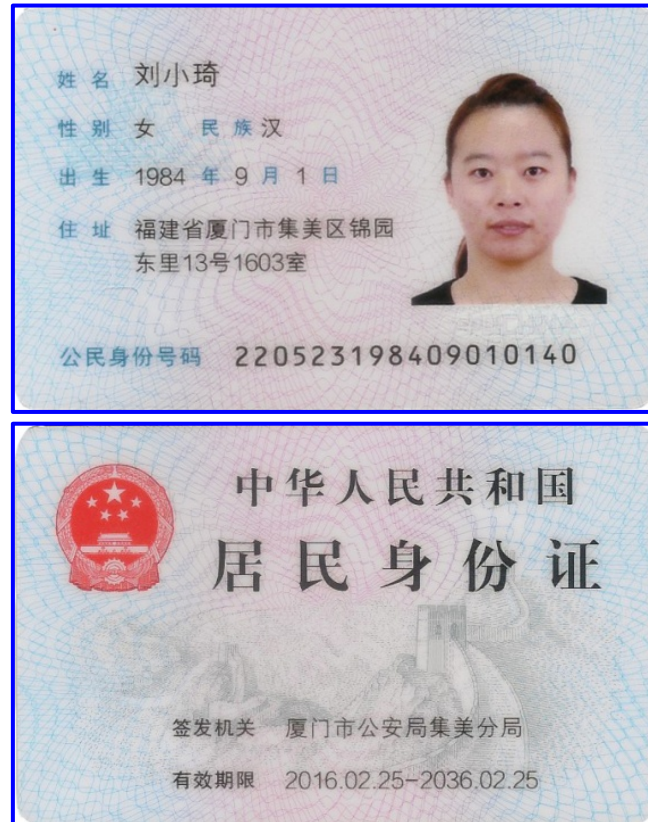 姓名 刘小琦
性别 女 民族 汉
出生 1984 年 9 月 1 日
住址 福建省厦门市集美区锦园
东里13号1603室
公民身份号码 220523198409010140
中华人民共和国
居民身份证
签发机关 厦门市公安局集美分局
有效期限 2016.02.25-2036.02.25